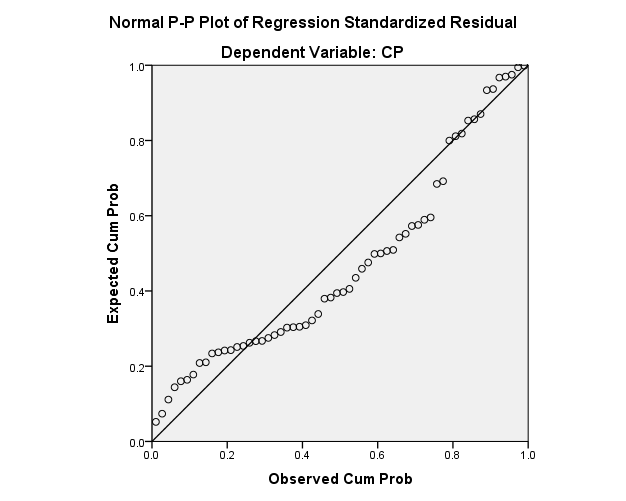 Normal P-P Plot of Regression Standardized Residual
Dependent Variable: CP
Expected Cum Prob
1.0
0.8
0.6
0.4
0.2
0.0
0.0 0.2 0.4 0.6 0.8 1.0
Observed Cum Prob